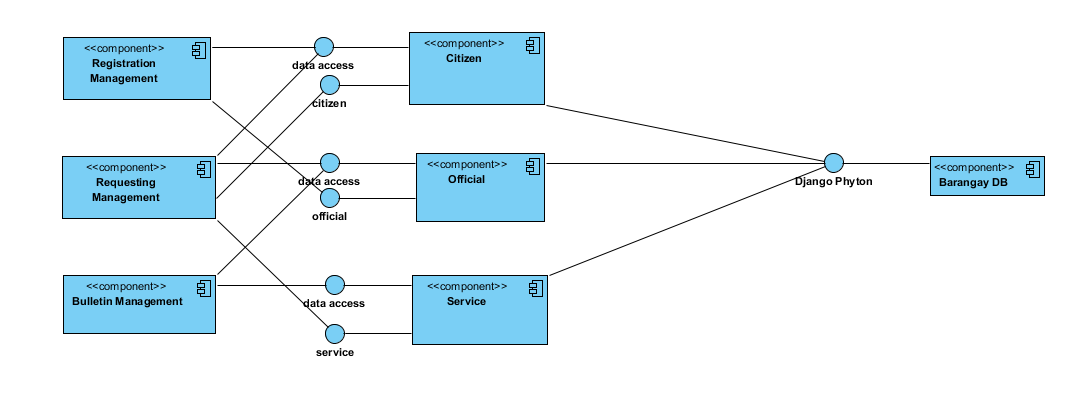 <<component>>
Registration
Management
data access
citizen
<<component>>
Citizen
<<component>>
Requesting
Management
data access
official
<<component>>
Official
Django Phyton
<<component>>
Barangay DB
<<component>>
Bulletin Management
data access
service
<<component>>
Service